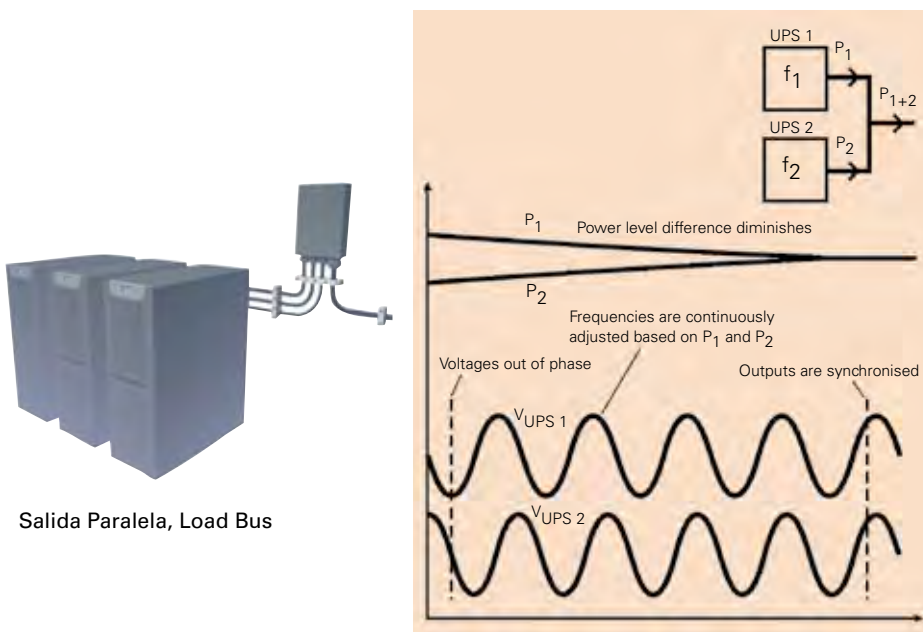 Salida Paralela, Load Bus
UPS 1
f1
P1
P1+2
UPS 2
f2
P2
P1
Power level difference diminishes
P2
Frequencies are continuously
adjusted based on P1 and P2
Voltages out of phase
Outputs are synchronised
VUPS 1
VUPS 2